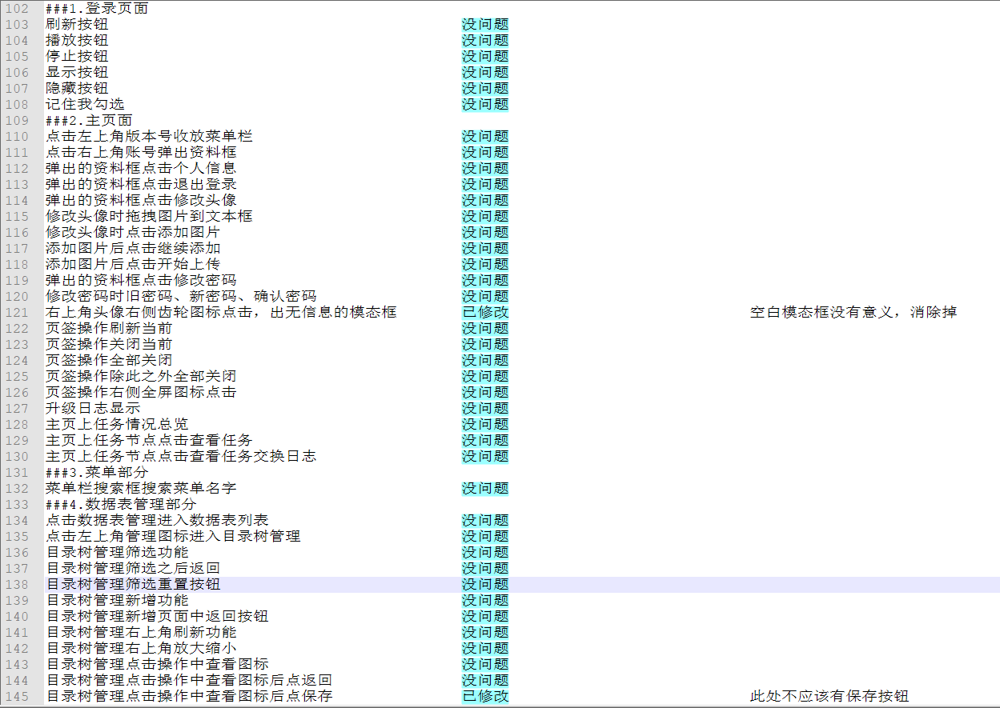 102 ###1.登录页面
103 刷新按钮 没问题
104 播放按钮 没问题
105 停止按钮 没问题
106 显示按钮 没问题
107 隐藏按钮 没问题
108 记住我勾选 没问题
109 ###2.主页面
110 点击左上角版本号收放菜单栏 没问题
111 点击右上角账号弹出资料框 没问题
112 弹出的资料框点击个人信息 没问题
113 弹出的资料框点击退出登录 没问题
114 弹出的资料框点击修改头像 没问题
115 修改头像时拖拽图片到文本框 没问题
116 修改头像时点击添加图片 没问题
117 添加图片后点击继续添加 没问题
118 添加图片后点击开始上传 没问题
119 弹出的资料框点击修改密码 没问题
120 修改密码时旧密码、新密码、确认密码 没问题
121 右上角头像右侧齿轮图标点击，出无信息的模态框 已修改 空白模态框没有意义，消除掉
122 页签操作刷新当前 没问题
123 页签操作关闭当前 没问题
124 页签操作全部关闭 没问题
125 页签操作除此之外全部关闭 没问题
126 页签操作右侧全屏图标点击 没问题
127 升级日志显示 没问题
128 主页上任务情况总览 没问题
129 主页上任务节点点击查看任务 没问题
130 主页上任务节点点击查看任务交换日志 没问题
131 ###3.菜单部分
132 菜单栏搜索框搜索菜单名字 没问题
133 ###4.数据表管理部分
134 点击数据表管理进入数据表列表 没问题
135 点击左上角管理图标进入目录树管理 没问题
136 目录树管理筛选功能 没问题
137 目录树管理筛选之后返回 没问题
138 目录树管理筛选重置按钮 没问题
139 目录树管理新增功能 没问题
140 目录树管理新增页面中返回按钮 没问题
141 目录树管理右上角刷新功能 没问题
142 目录树管理右上角放大缩小 没问题
143 目录树管理点击操作中查看图标 没问题
144 目录树管理点击操作中查看图标后点返回 没问题
145 目录树管理点击操作中查看图标后点保存 已修改 此处不应该有保存按钮